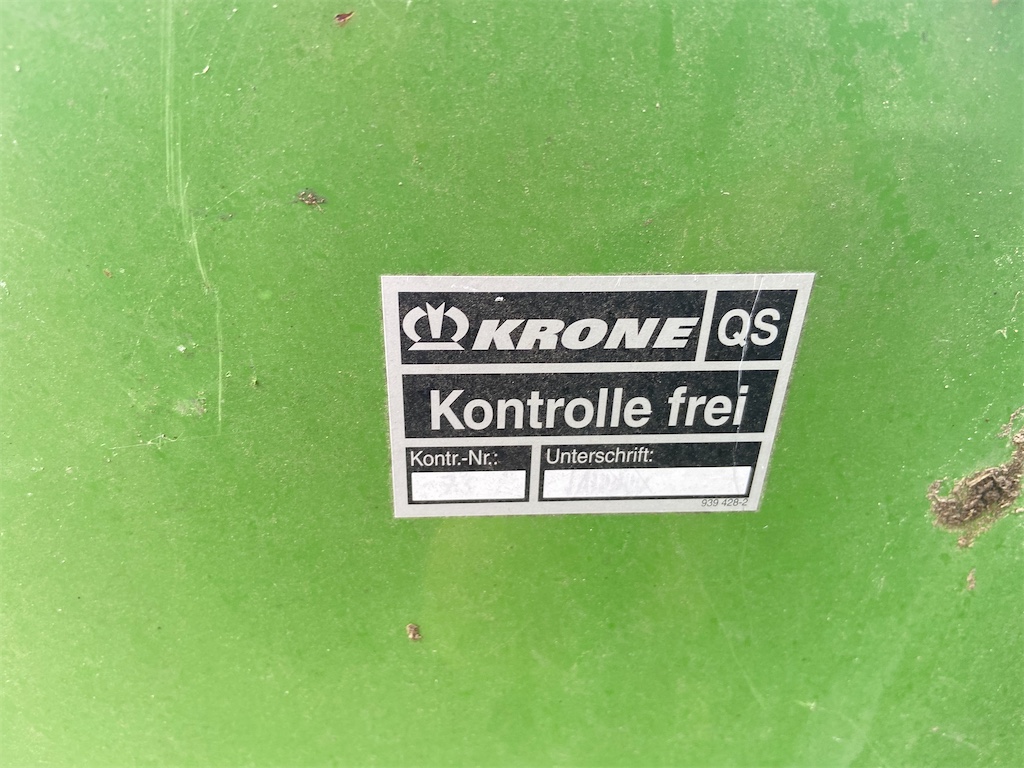 KRONE QS
Kontrolle frei
Kontr.-Nr.: Unterschrift:
939 428-2